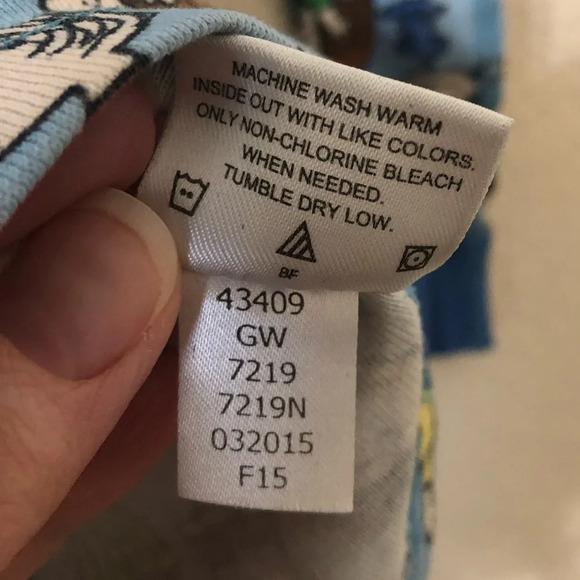 MACHINE WASH WARM
INSIDE OUT WITH LIKE COLORS.
ONLY NON-CHLORINE BLEACH
WHEN NEEDED.
TUMBLE DRY LOW.
BF
43409
GW
7219
7219N
032015
F15